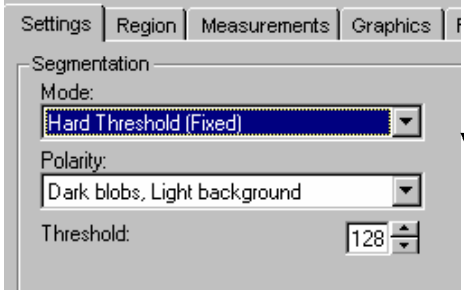 Settings Region Measurements Graphics
Segmentation
Mode:
Hard Threshold (Fixed)
Polarity:
Dark blobs, Light background
Threshold: 128